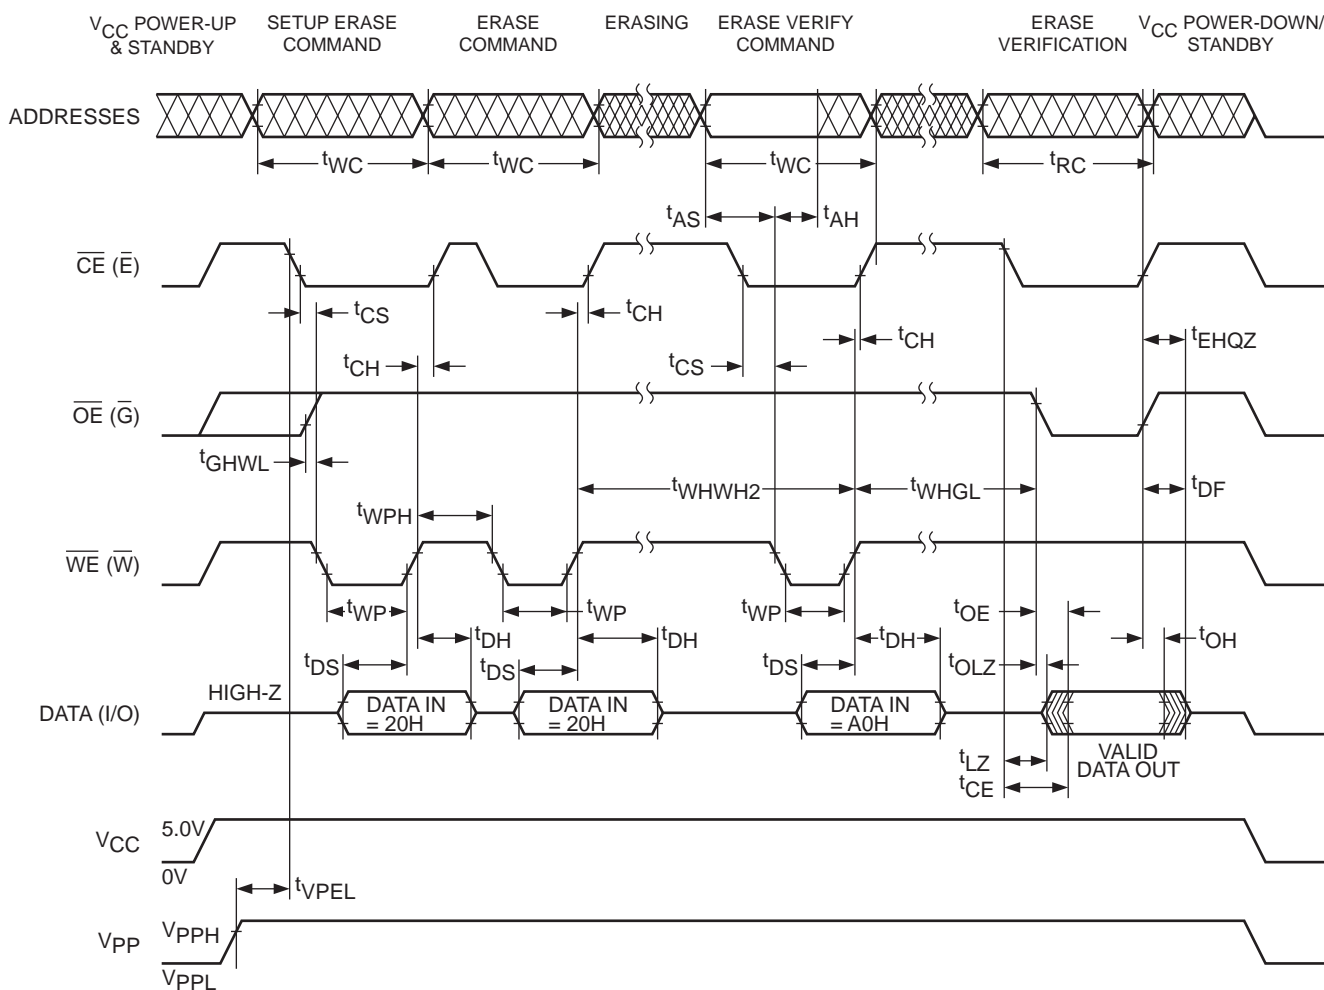 VCC POWER-UP
& STANDBY
SETUP ERASE
COMMAND
ERASE
COMMAND
ERASING
ERASE VERIFY
COMMAND
ERASE
VERIFICATION
VCC POWER-DOWN/
STANDBY
ADDRESSES
tWC
tWC
tWC
tRC
tAS
tAH
CE (E)
tCS
tCH
tCH
tCS
tCH
tEHQZ
OE (G)
tGHWL
tWPH
tWHWH2
tWHGL
tDF
WE (W)
tWP
tWP
tWP
tOE
tDH
tDH
tDH
tOH
tDS
tDS
tDS
tOLZ
HIGH-Z
DATA (I/O)
DATA IN
= 20H
DATA IN
= 20H
DATA IN
= A0H
VALID
DATA OUT
tLZ
tCE
VCC
5.0V
0V
tVPEL
VPP
VPPH
VPPL